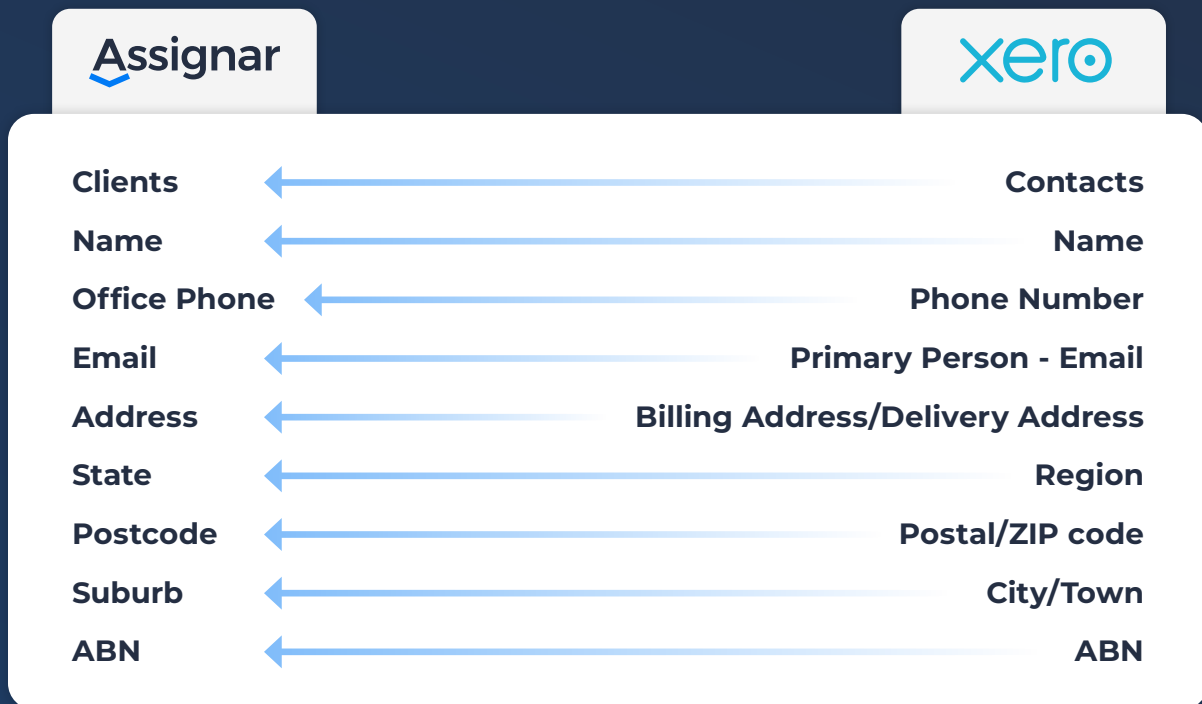 Assignar xero
Clients Contacts
Name Name
Office Phone Phone Number
Email Primary Person - Email
Address Billing Address/Delivery Address
State Region
Postcode Postal/ZIP code
Suburb City/Town
ABN ABN